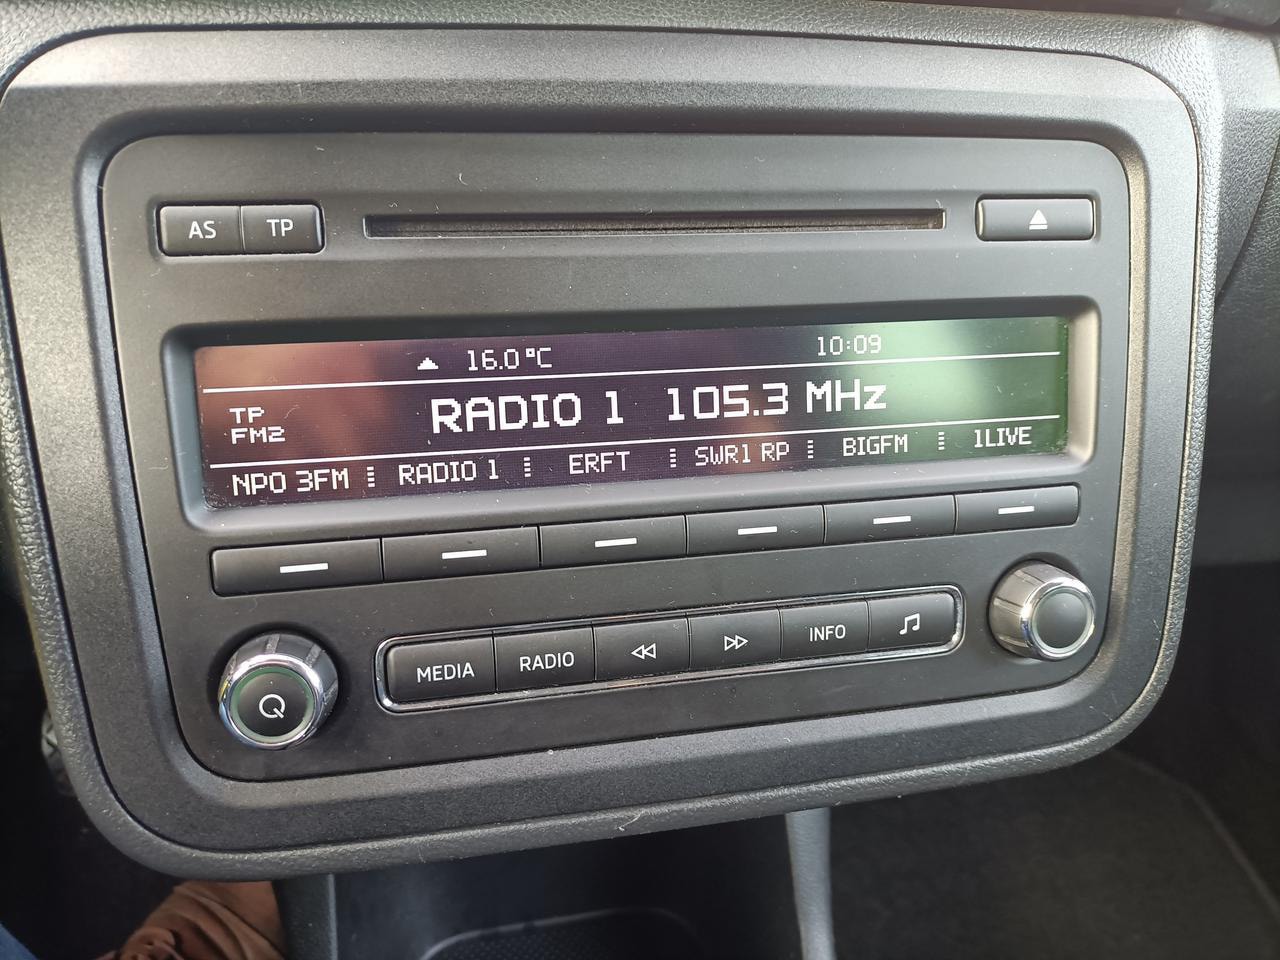 AS TP
16.0°C 10:09
TP
FM2
RADIO 1 105.3 MHz
NPO 3FM RADIO 1 ERFT SWR1 RP BIGFM 1LIVE
MEDIA RADIO INFO